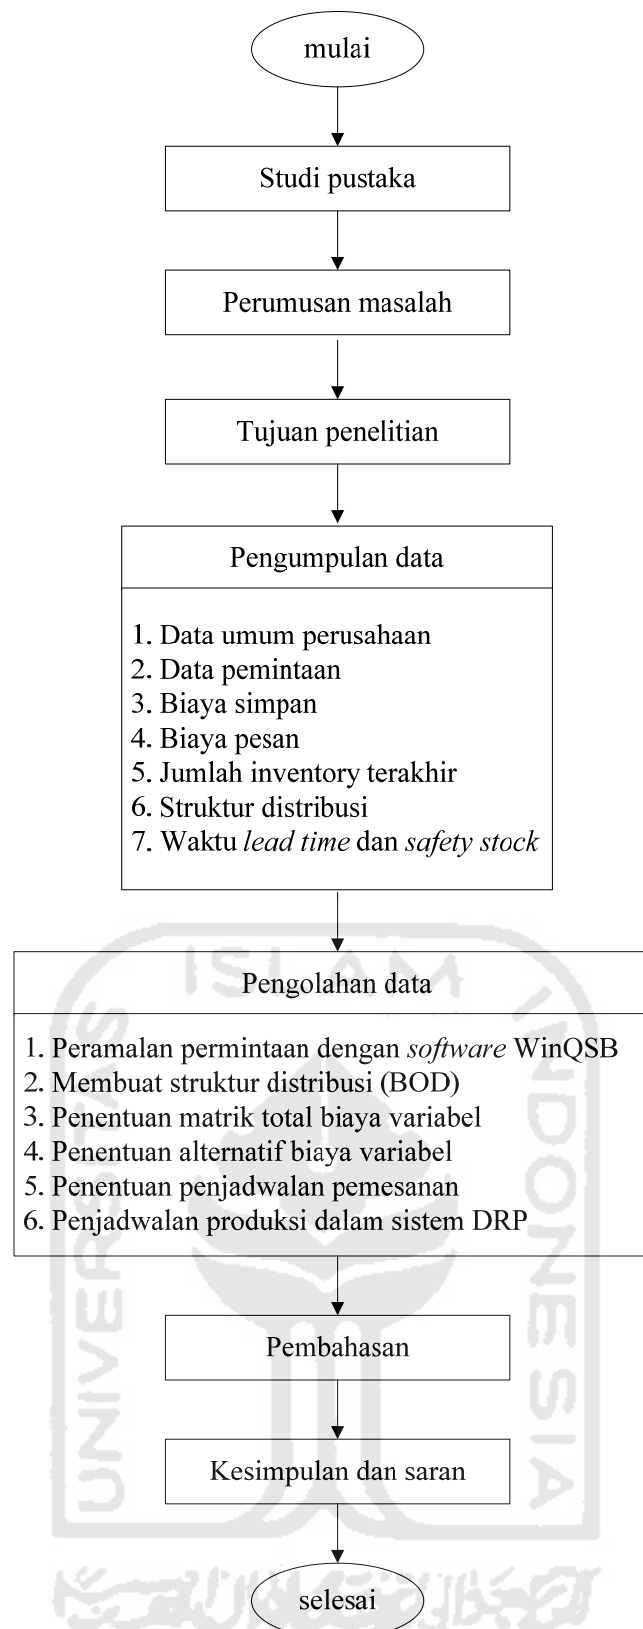 mulai
Studi pustaka
Perumusan masalah
Tujuan penelitian
Pengumpulan data
1. Data umum perusahaan
2. Data pemintaan
3. Biaya simpan
4. Biaya pesan
5. Jumlah inventory terakhir
6. Struktur distribusi
7. Waktu lead time dan safety stock
Pengolahan data
1. Peramalan permintaan dengan software WinQSB
2. Membuat struktur distribusi (BOD)
3. Penentuan matrik total biaya variabel
4. Penentuan alternatif biaya variabel
5. Penentuan penjadwalan pemesanan
6. Penjadwalan produksi dalam sistem DRP
Pembahasan
Kesimpulan dan saran
selesai
UNIVERSITAS
ISLAM
INDONESIA